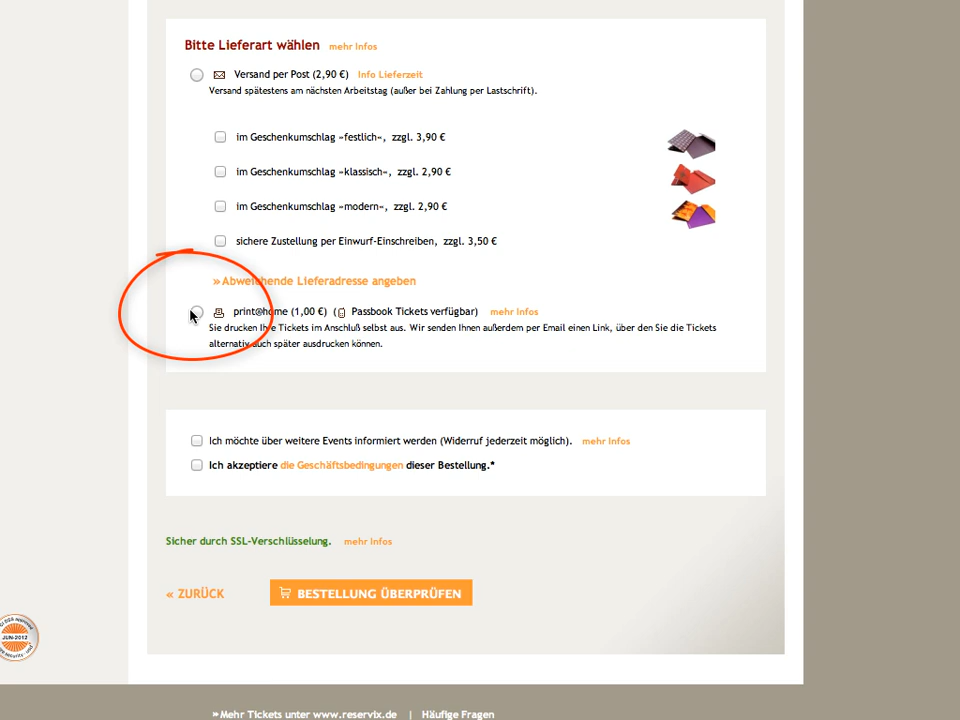 Bitte Lieferart wählen mehr Infos
Versand per Post (2,90 €) Info Lieferzeit
Versand spätestens am nächsten Arbeitstag (außer bei Zahlung per Lastschrift).
im Geschenkumschlag »festlich«, zzgl. 3,90 €
im Geschenkumschlag »klassisch«, zzgl. 2,90 €
im Geschenkumschlag »modern«, zzgl. 2,90 €
sichere Zustellung per Einwurf-Einschreiben, zzgl. 3,50 €
» Abweichende Lieferadresse angeben
print@home (1,00 €) ( Passbook Tickets verfügbar) mehr Infos
Sie drucken Ihre Tickets im Anschluß selbst aus. Wir senden Ihnen außerdem per Email einen Link, über den Sie die Tickets
alternativ auch später ausdrucken können.
Ich möchte über weitere Events informiert werden (Widerruf jederzeit möglich). mehr Infos
Ich akzeptiere die Geschäftsbedingungen dieser Bestellung.*
Sicher durch SSL-Verschlüsselung. mehr Infos
« ZURÜCK BESTELLUNG ÜBERPRÜFEN
JUN-2012
» Mehr Tickets unter www.reservix.de | Häufige Fragen